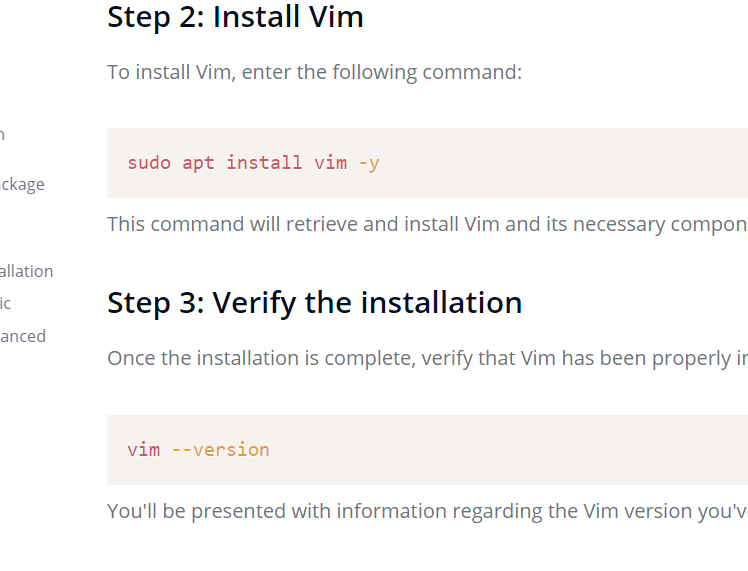 Step 2: Install Vim
To install Vim, enter the following command:
sudo apt install vim -y
This command will retrieve and install Vim and its necessary compon
Step 3: Verify the installation
Once the installation is complete, verify that Vim has been properly in
vim --version
You'll be presented with information regarding the Vim version you'v
n
ckage
allation
ic
anced